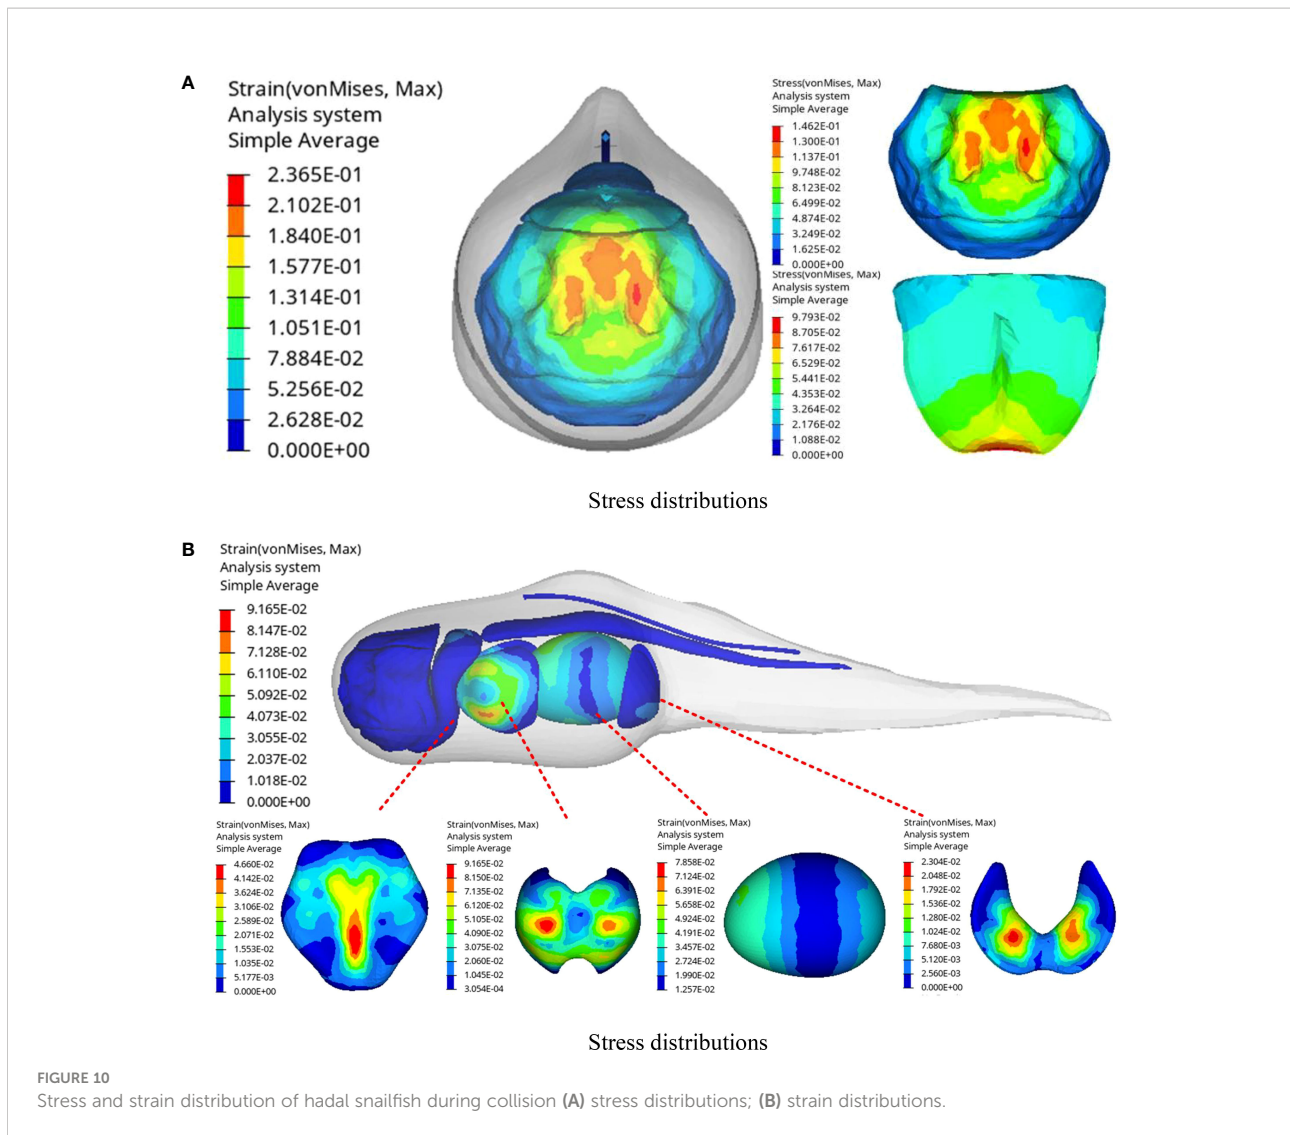 A
Strain(vonMises, Max)
Analysis system
Simple Average
2.365E-01
2.102E-01
1.840E-01
1.577E-01
1.314E-01
1.051E-01
7.884E-02
5.256E-02
2.628E-02
0.000E+00
Stress(vonMises, Max)
Analysis system
Simple Average
1.462E-01
1.300E-01
1.137E-01
9.748E-02
8.123E-02
6.499E-02
4.874E-02
3.249E-02
1.625E-02
0.000E+00
Stress(vonMises, Max)
Analysis system
Simple Average
9.793E-02
8.705E-02
7.617E-02
6.529E-02
5.441E-02
4.353E-02
3.264E-02
2.176E-02
1.088E-02
0.000E+00
Stress distributions
B
Strain(vonMises, Max)
Analysis system
Simple Average
9.165E-02
8.147E-02
7.128E-02
6.110E-02
5.092E-02
4.073E-02
3.055E-02
2.037E-02
1.018E-02
0.000E+00
Strain(vonMises, Max)
Analysis system
Simple Average
4.660E-02
4.142E-02
3.624E-02
3.106E-02
2.589E-02
2.071E-02
1.553E-02
1.035E-02
5.177E-03
0.000E+00
Strain(vonMises, Max)
Analysis system
Simple Average
9.165E-02
8.150E-02
7.135E-02
6.120E-02
5.105E-02
4.090E-02
3.075E-02
2.060E-02
1.045E-02
3.054E-04
Strain(vonMises, Max)
Analysis system
Simple Average
7.858E-02
7.124E-02
6.391E-02
5.658E-02
4.924E-02
4.191E-02
3.457E-02
2.724E-02
1.990E-02
1.257E-02
Strain(vonMises, Max)
Analysis system
Simple Average
2.304E-02
2.048E-02
1.792E-02
1.536E-02
1.280E-02
1.024E-02
7.680E-03
5.120E-03
2.560E-03
0.000E+00
Stress distributions
FIGURE 10
Stress and strain distribution of hadal snailfish during collision (A) stress distributions; (B) strain distributions.